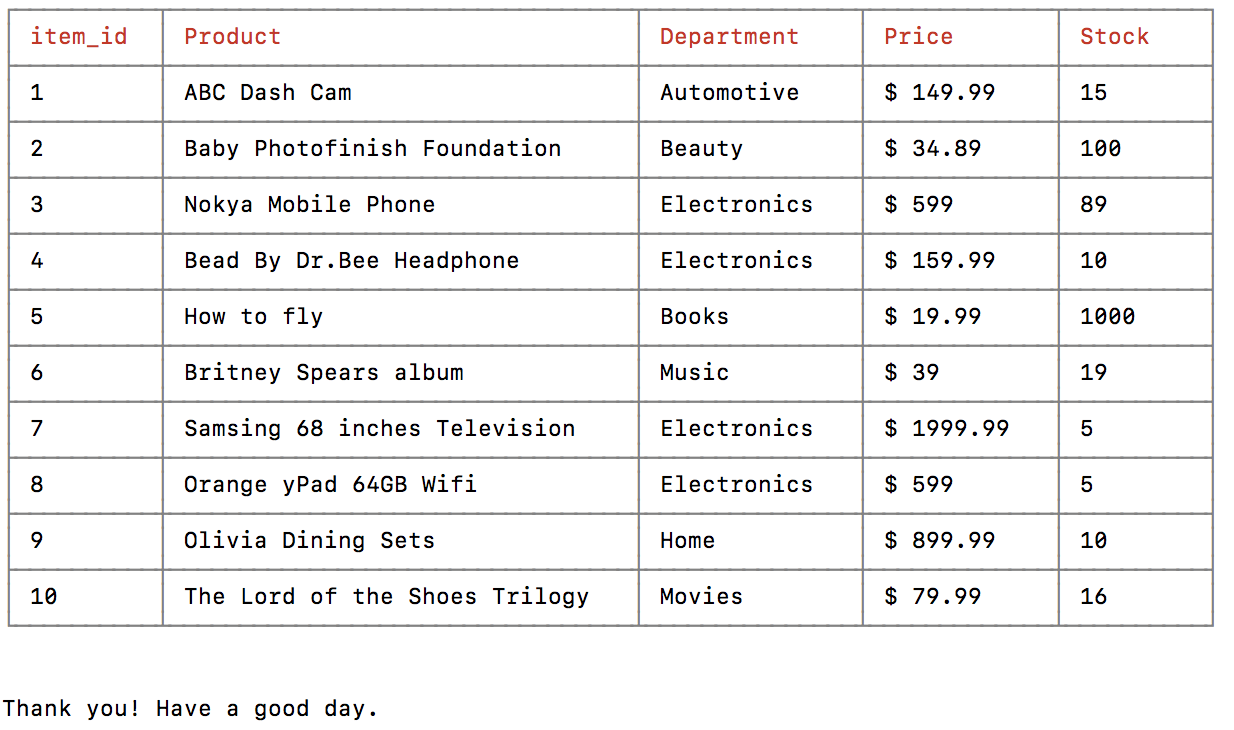 item_id Product Department Price Stock
1 ABC Dash Cam Automotive $ 149.99 15
2 Baby Photofinish Foundation Beauty $ 34.89 100
3 Nokya Mobile Phone Electronics $ 599 89
4 Bead By Dr.Bee Headphone Electronics $ 159.99 10
5 How to fly Books $ 19.99 1000
6 Britney Spears album Music $ 39 19
7 Samsing 68 inches Television Electronics $ 1999.99 5
8 Orange yPad 64GB Wifi Electronics $ 599 5
9 Olivia Dining Sets Home $ 899.99 10
10 The Lord of the Shoes Trilogy Movies $ 79.99 16
Thank you! Have a good day.